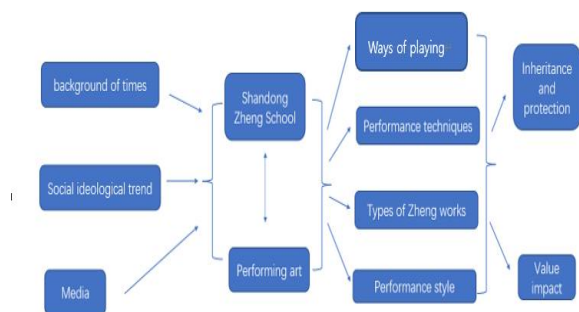 background of times
Social ideological trend
Media
Shandong
Zheng School
Performing art
Ways of playing
Performance techniques
Types of Zheng works
Performance style
Inheritance
and
protection
Value
impact